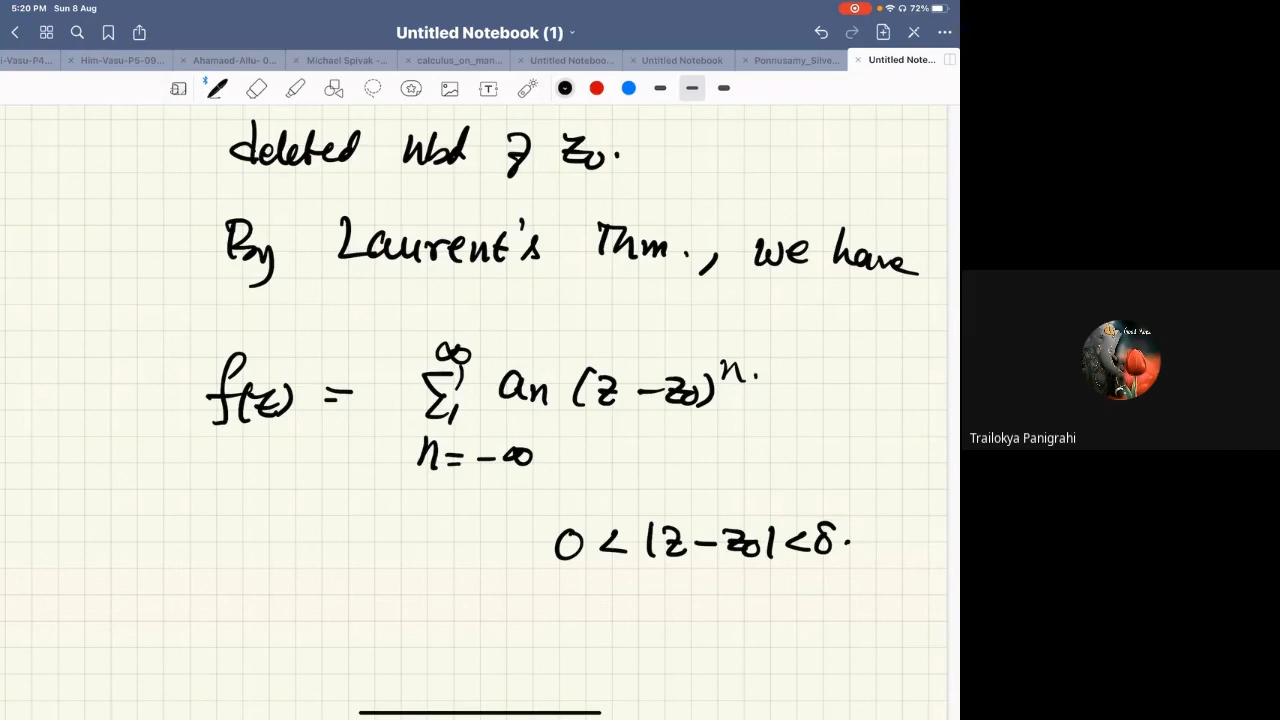 5:20 PM Sun 8 Aug
72%
Untitled Notebook (1)
i-Vasu-P4...
Him-Vasu-P5-09...
Ahamaed-Allu- 0...
Michael Spivak -...
calculus_on_man...
Untitled Noteboo...
Untitled Notebook
Ponnusamy_Silve...
Untitled Note...
deleted nbd of z₀.
By Laurent's Thm., we have
f(z) = ∑_{n=-∞}^{∞} aₙ (z - z₀)ⁿ.
0 < |z - z₀| < δ.
Trailokya Panigrahi